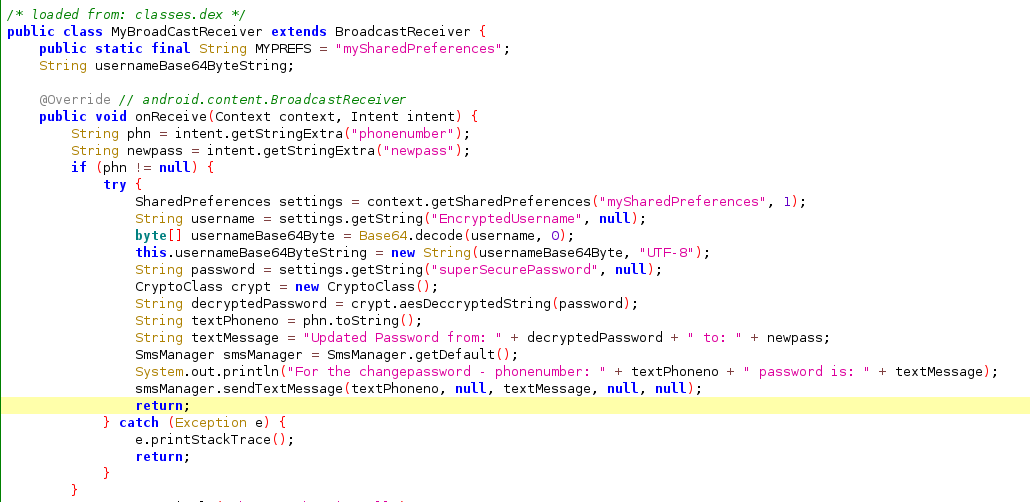 /* loaded from: classes.dex */
public class MyBroadCastReceiver extends BroadcastReceiver {
    public static final String MYPREFS = "mySharedPreferences";
    String usernameBase64ByteString;

    @Override // android.content.BroadcastReceiver
    public void onReceive(Context context, Intent intent) {
        String phn = intent.getStringExtra("phonenumber");
        String newpass = intent.getStringExtra("newpass");
        if (phn != null) {
            try {
                SharedPreferences settings = context.getSharedPreferences("mySharedPreferences", 1);
                String username = settings.getString("EncryptedUsername", null);
                byte[] usernameBase64Byte = Base64.decode(username, 0);
                this.usernameBase64ByteString = new String(usernameBase64Byte, "UTF-8");
                String password = settings.getString("superSecurePassword", null);
                CryptoClass crypt = new CryptoClass();
                String decryptedPassword = crypt.aesDeccryptedString(password);
                String textPhoneno = phn.toString();
                String textMessage = "Updated Password from: " + decryptedPassword + " to: " + newpass;
                SmsManager smsManager = SmsManager.getDefault();
                System.out.println("For the changepassword - phonenumber: " + textPhoneno + " password is: " + textMessage);
                smsManager.sendTextMessage(textPhoneno, null, textMessage, null, null);
                return;
            } catch (Exception e) {
                e.printStackTrace();
                return;
            }
        }